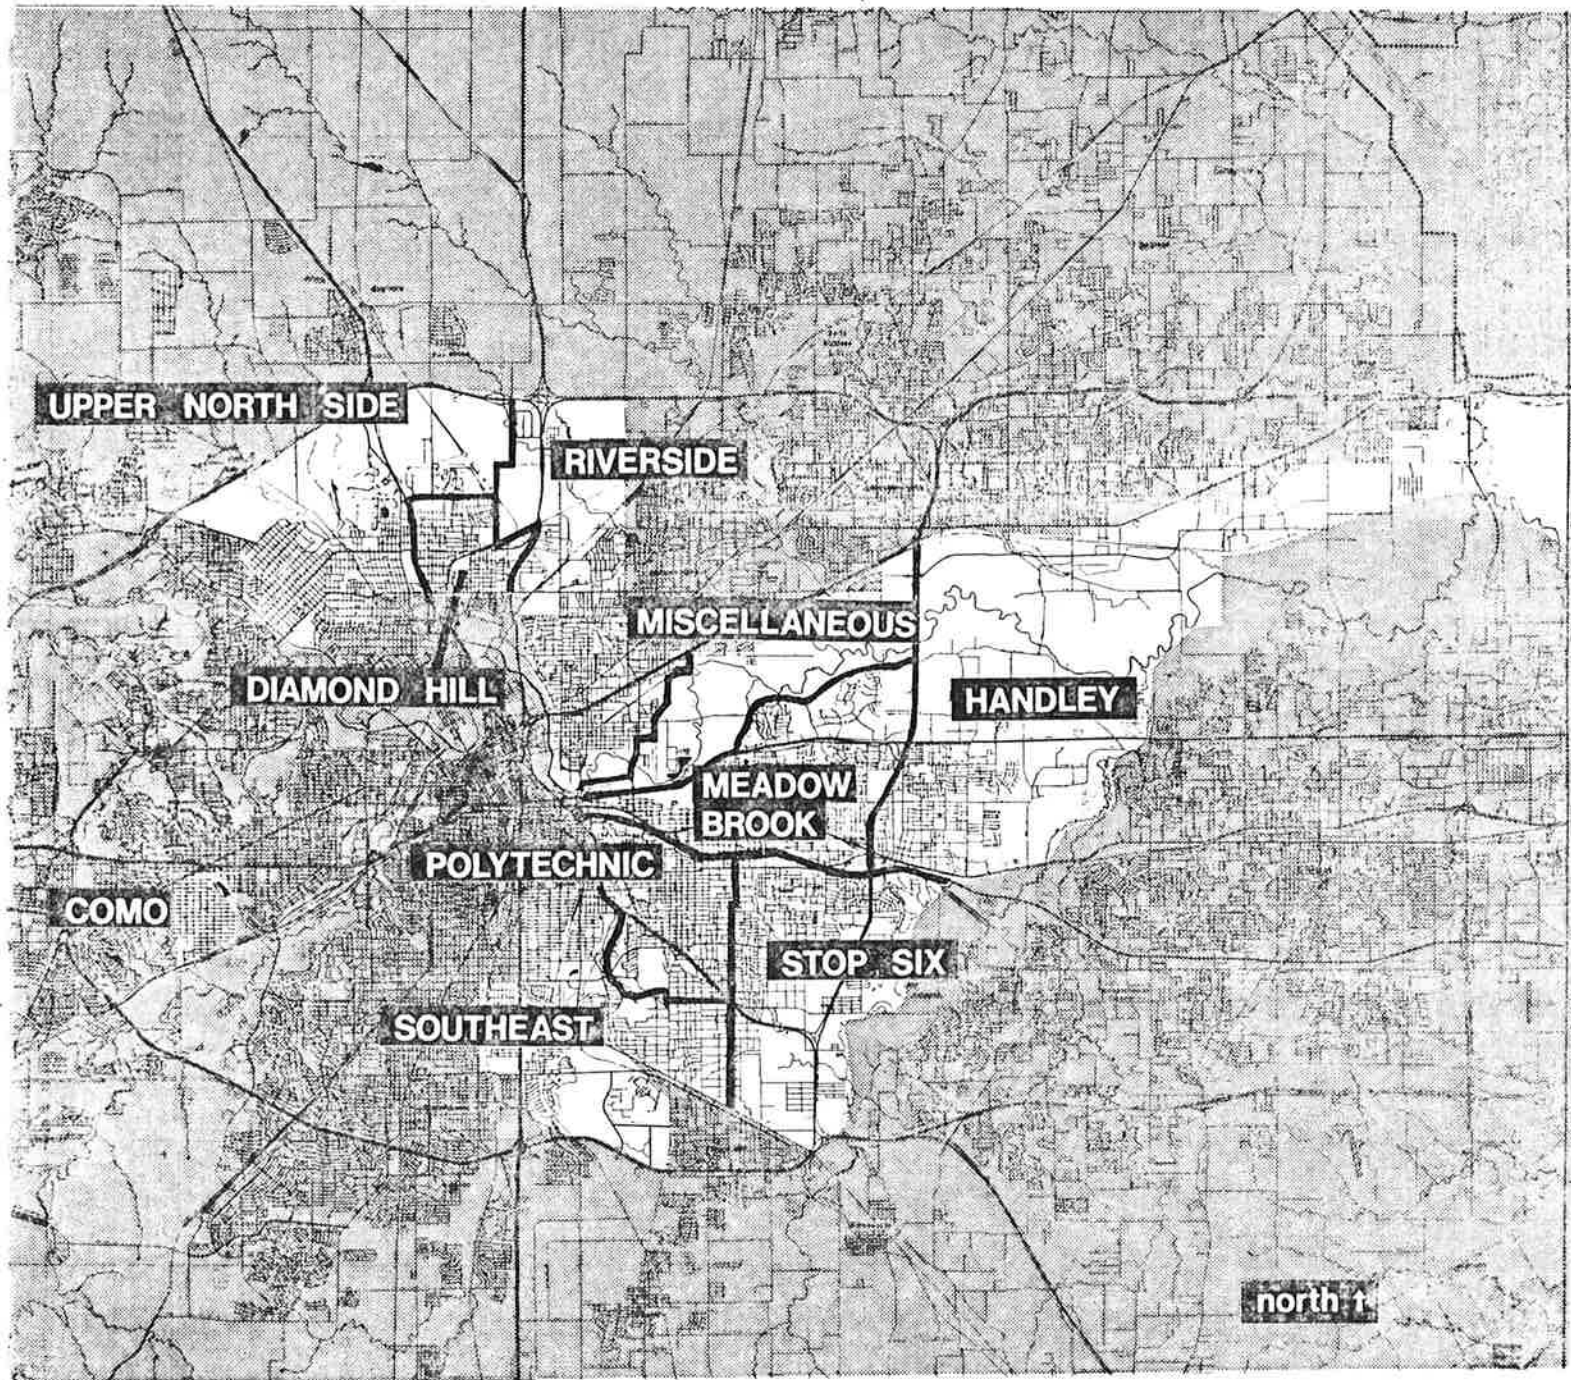 UPPER NORTH SIDE
RIVERSIDE
MISCELLANEOUS
DIAMOND HILL
HANDLEY
MEADOW
BROOK
POLYTECHNIC
COMO
STOP SIX
SOUTHEAST
north ↑